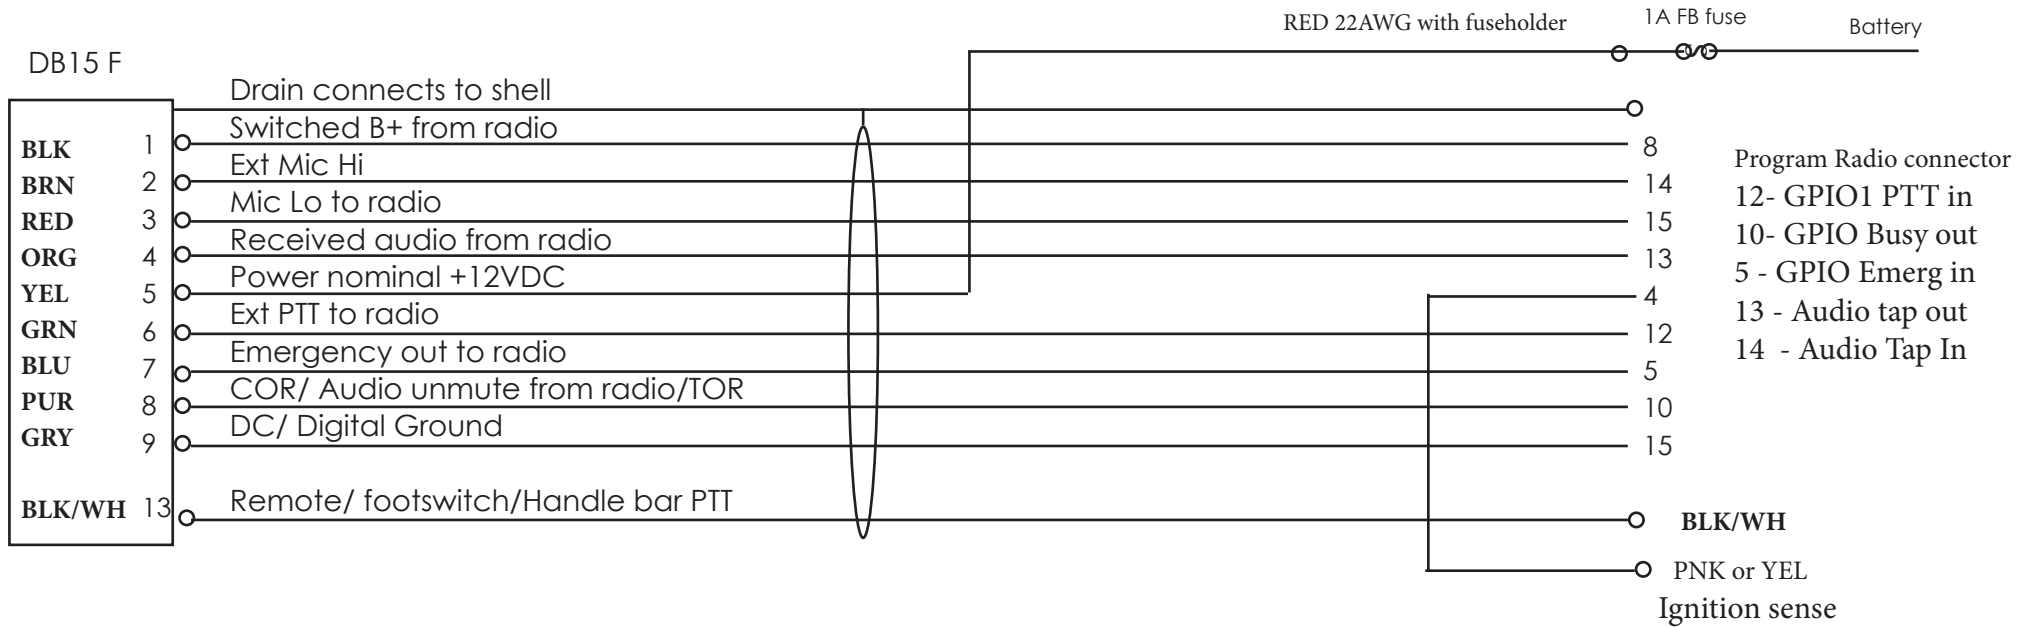 RED 22AWG with fuseholder
1A FB fuse
Battery
DB15 F
Drain connects to shell
BLK 1 Switched B+ from radio 8
BRN 2 Ext Mic Hi 14
RED 3 Mic Lo to radio 15
ORG 4 Received audio from radio 13
YEL 5 Power nominal +12VDC 4
GRN 6 Ext PTT to radio 12
BLU 7 Emergency out to radio 5
PUR 8 COR/ Audio unmute from radio/TOR 10
GRY 9 DC/ Digital Ground 15
BLK/WH 13 Remote/ footswitch/Handle bar PTT BLK/WH
PNK or YEL
Ignition sense
Program Radio connector
12- GPIO1 PTT in
10- GPIO Busy out
5 - GPIO Emerg in
13 - Audio tap out
14 - Audio Tap In